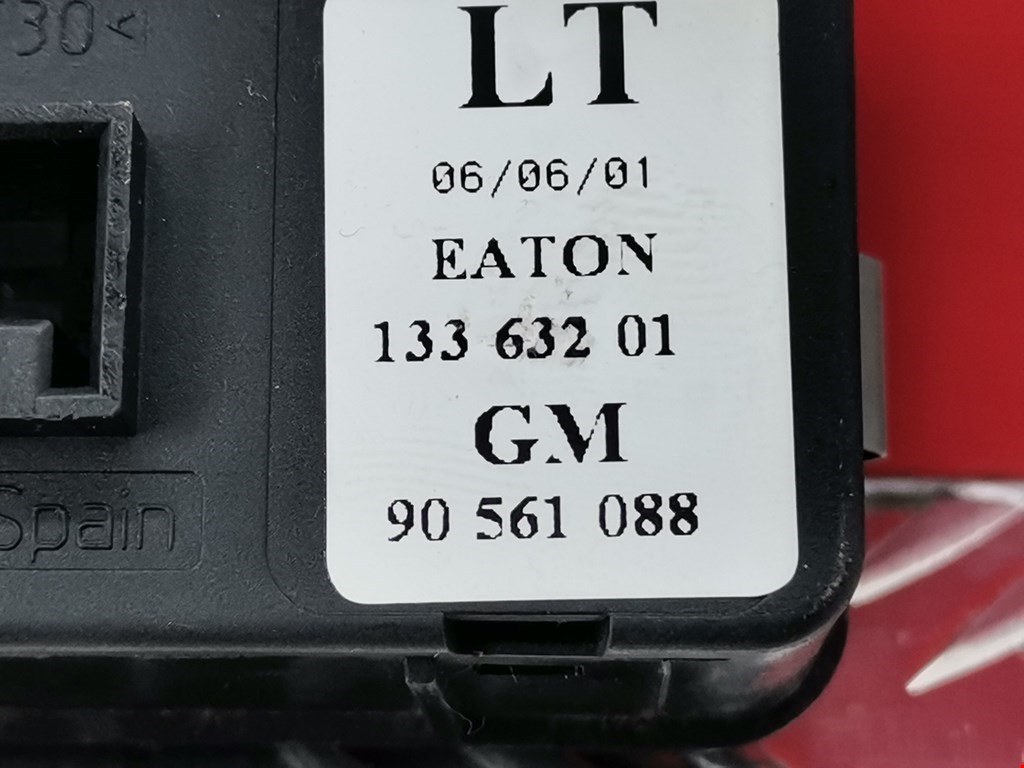 30<
LT
06/06/01
EATON
133 632 01
GM
90 561 088
Spain